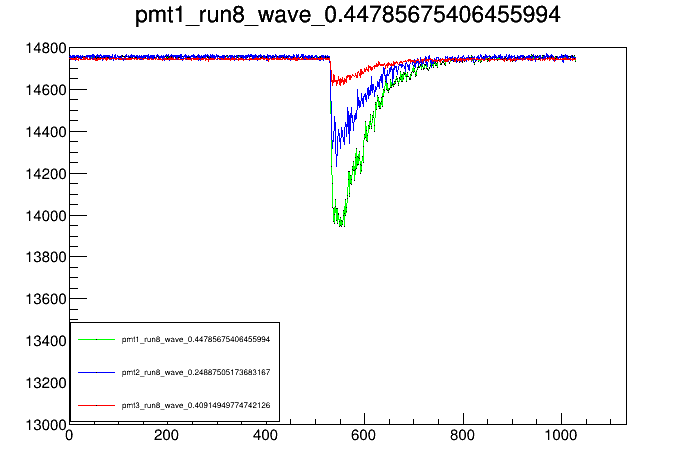 pmt1_run8_wave_0.44785675406455994
14800
14600
14400
14200
14000
13800
13600
13400
13200
13000
pmt1_run8_wave_0.44785675406455994
pmt2_run8_wave_0.24887505173683167
pmt3_run8_wave_0.40914949774742126
0 200 400 600 800 1000